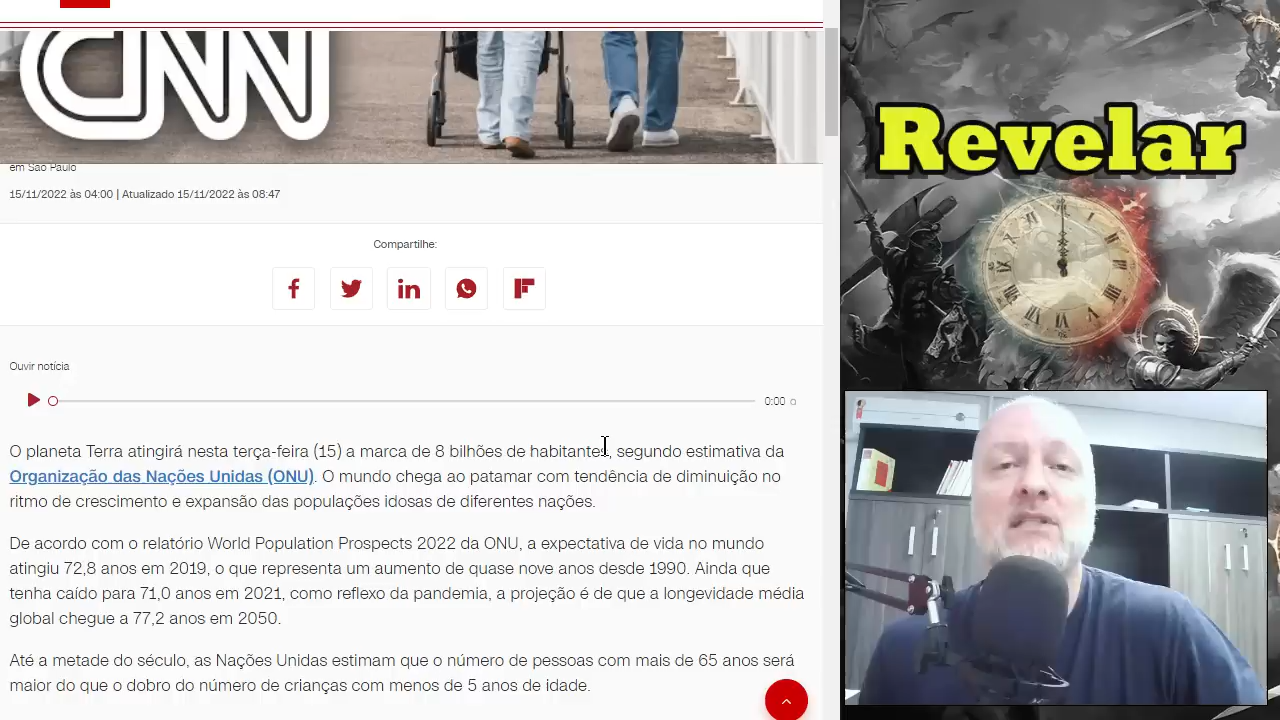 CNN
Revelar
em São Paulo
15/11/2022 às 04:00 | Atualizado 15/11/2022 às 08:47
Compartilhe:
Ouvir notícia
0:00
O planeta Terra atingirá nesta terça-feira (15) a marca de 8 bilhões de habitantes, segundo estimativa da
Organização das Nações Unidas (ONU). O mundo chega ao patamar com tendência de diminuição no
ritmo de crescimento e expansão das populações idosas de diferentes nações.
De acordo com o relatório World Population Prospects 2022 da ONU, a expectativa de vida no mundo
atingiu 72,8 anos em 2019, o que representa um aumento de quase nove anos desde 1990. Ainda que
tenha caído para 71,0 anos em 2021, como reflexo da pandemia, a projeção é de que a longevidade média
global chegue a 77,2 anos em 2050.
Até a metade do século, as Nações Unidas estimam que o número de pessoas com mais de 65 anos será
maior do que o dobro do número de crianças com menos de 5 anos de idade.